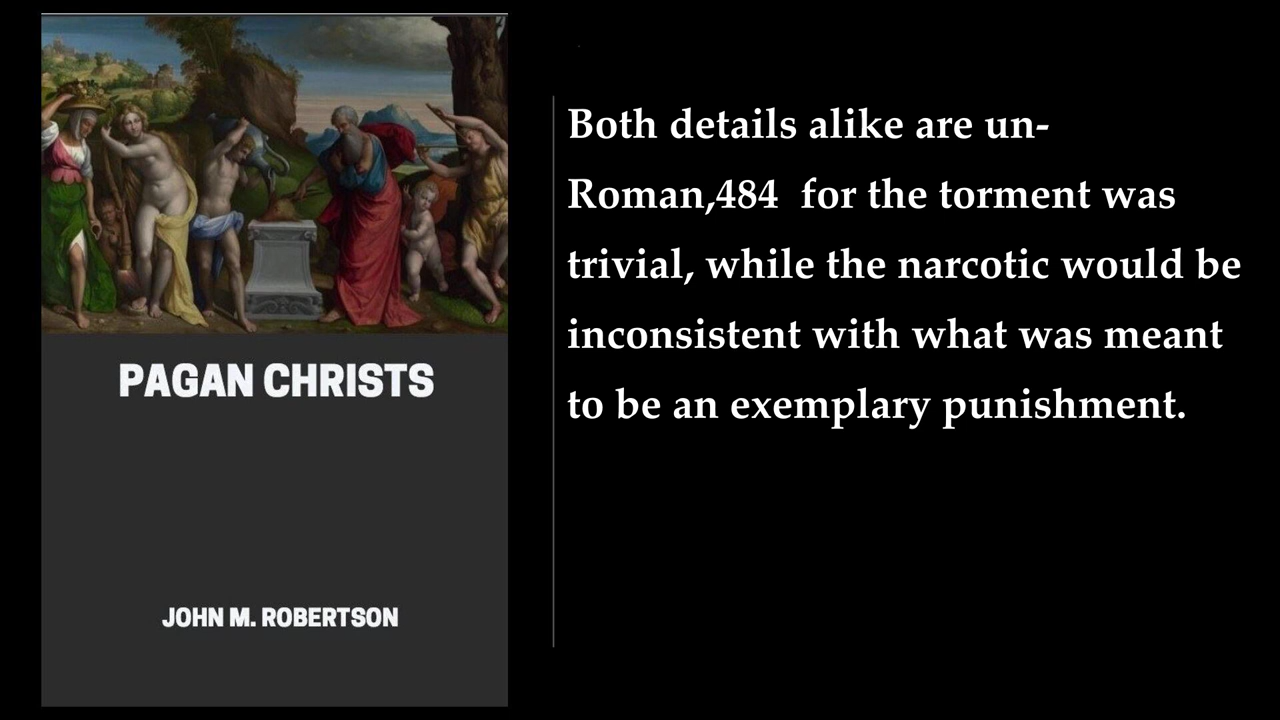 PAGAN CHRISTS
JOHN M. ROBERTSON
Both details alike are un-
Roman,484 for the torment was
trivial, while the narcotic would be
inconsistent with what was meant
to be an exemplary punishment.